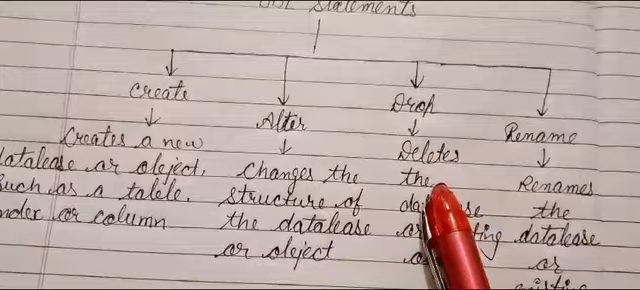 Statements
Create
Creates a new
database or object,
such as a table,
index or column
Alter
Changes the
structure of
the database
or object
Drop
Deletes
the
Rename
Renames
the
database
or